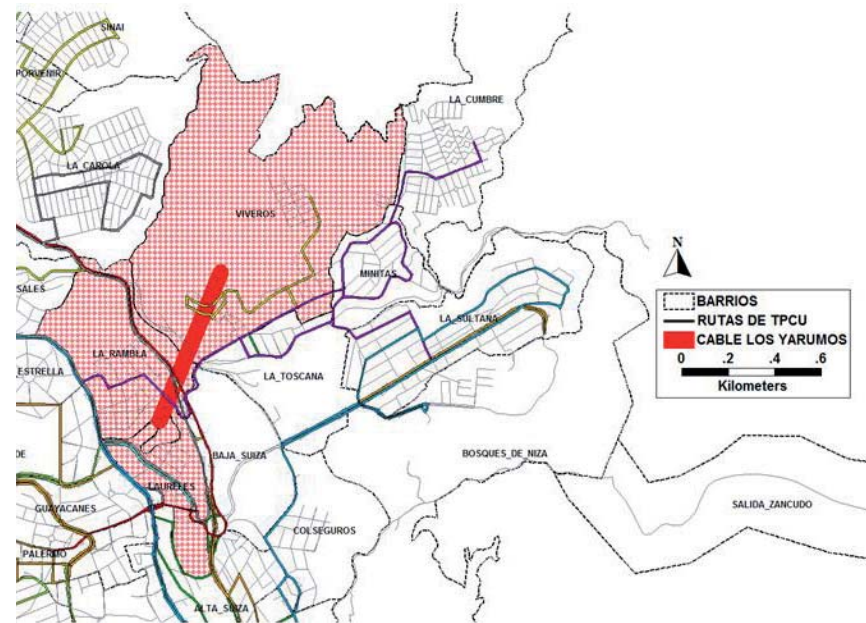 SINAI
PORVENIR
LA_CUMBRE
LA_CAROLA
VIVEROS
N
MINITAS
SALES
BARRIOS
RUTAS DE TPCU
CABLE LOS YARUMOS
LA_SULTANA
LA_RAMBLA
0 .2 .4 .6
Kilometers
_ESTRELLA
LA_TOSCANA
DE
BAJA_SUIZA
BOSQUES_DE_NIZA
LAURELES
SALIDA_ZANCUDO
GUAYACANES
COLSEGUROS
PALERMO
ALTA_SUIZA